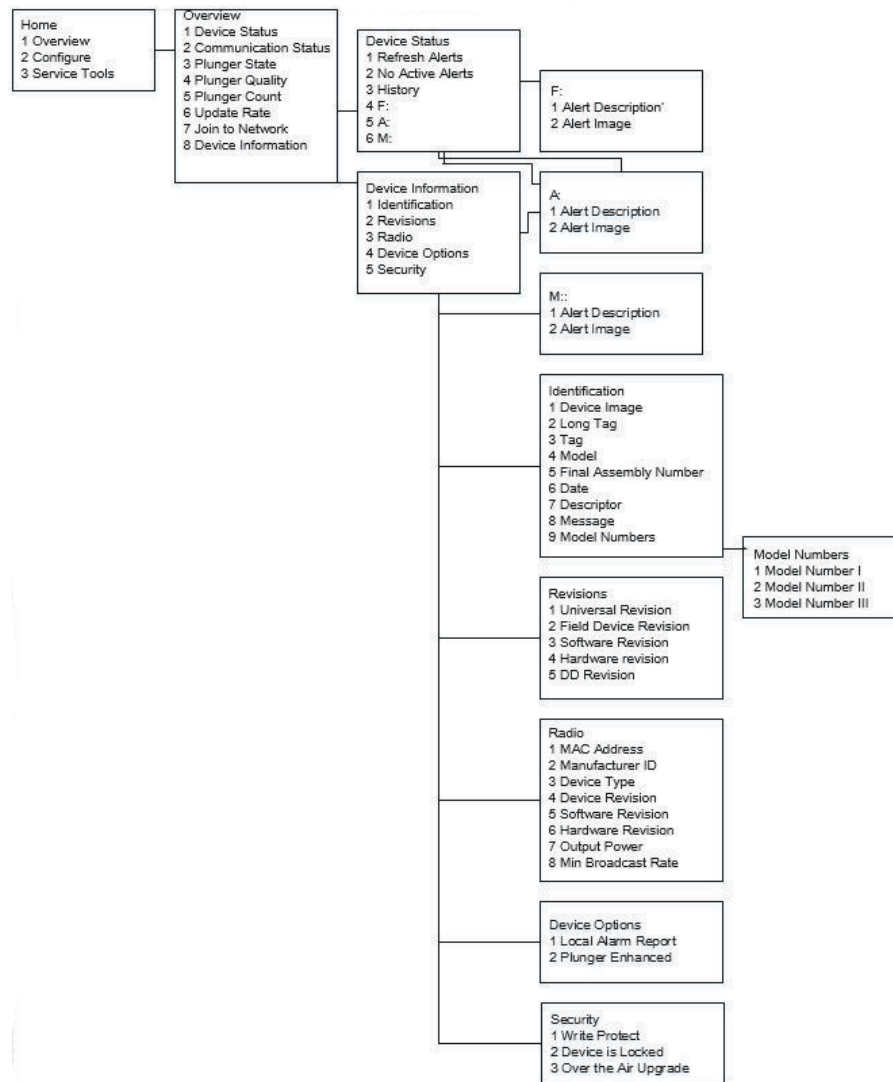 Home
1 Overview
2 Configure
3 Service Tools
Overview
1 Device Status
2 Communication Status
3 Plunger State
4 Plunger Quality
5 Plunger Count
6 Update Rate
7 Join to Network
8 Device Information
Device Status
1 Refresh Alerts
2 No Active Alerts
3 History
4 F:
5 A:
6 M:
F:
1 Alert Description'
2 Alert Image
Device Information
1 Identification
2 Revisions
3 Radio
4 Device Options
5 Security
A:
1 Alert Description
2 Alert Image
M::
1 Alert Description
2 Alert Image
Identification
1 Device Image
2 Long Tag
3 Tag
4 Model
5 Final Assembly Number
6 Date
7 Descriptor
8 Message
9 Model Numbers
Model Numbers
1 Model Number I
2 Model Number II
3 Model Number III
Revisions
1 Universal Revision
2 Field Device Revision
3 Software Revision
4 Hardware revision
5 DD Revision
Radio
1 MAC Address
2 Manufacturer ID
3 Device Type
4 Device Revision
5 Software Revision
6 Hardware Revision
7 Output Power
8 Min Broadcast Rate
Device Options
1 Local Alarm Report
2 Plunger Enhanced
Security
1 Write Protect
2 Device is Locked
3 Over the Air Upgrade